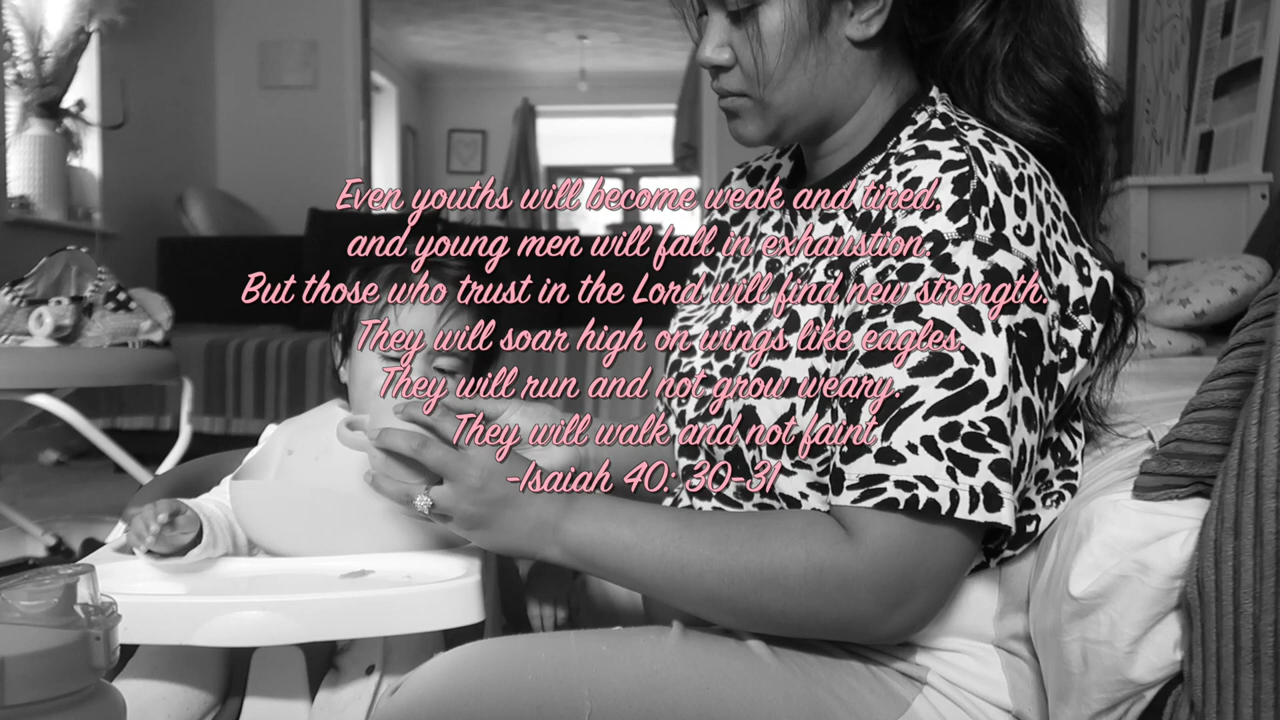 Even youths will become weak and tired,
and young men will fall in exhaustion.
But those who trust in the Lord will find new strength.
They will soar high on wings like eagles.
They will run and not grow weary.
They will walk and not faint
-Isaiah 40: 30-31